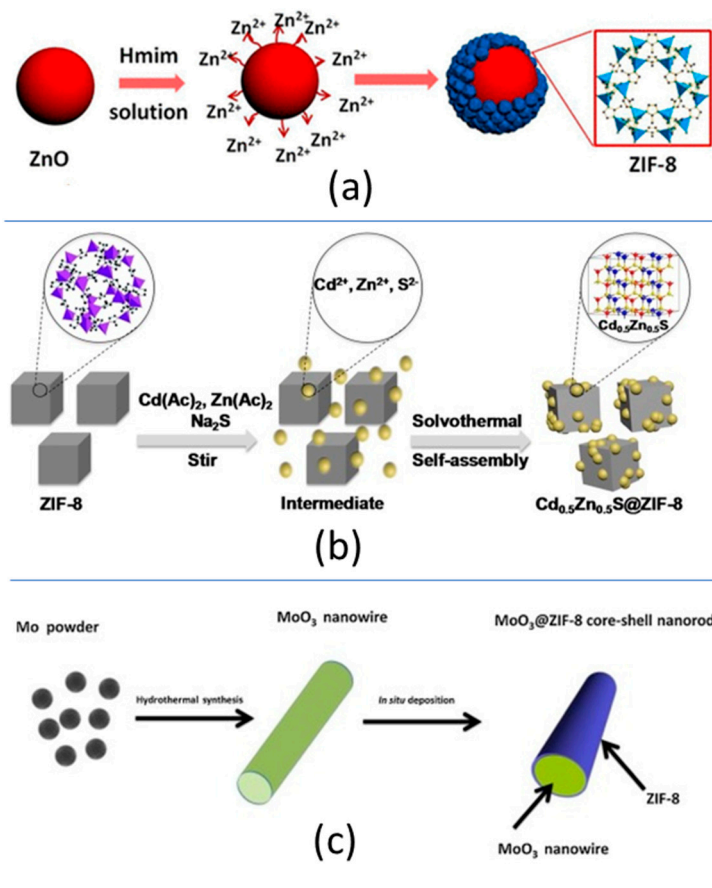 Hmim
solution
ZnO
Zn²⁺ Zn²⁺
Zn²⁺ Zn²⁺
Zn²⁺ Zn²⁺
Zn²⁺ Zn²⁺
Zn²⁺ Zn²⁺
Zn²⁺
ZIF-8
(a)
Cd²⁺, Zn²⁺, S²⁻
Cd₀.₅Zn₀.₅S
Cd(Ac)₂, Zn(Ac)₂
Na₂S
Stir
Solvothermal
Self-assembly
ZIF-8
Intermediate
Cd₀.₅Zn₀.₅S@ZIF-8
(b)
Mo powder
MoO₃ nanowire
MoO₃@ZIF-8 core-shell nanorod
Hydrothermal synthesis
In situ deposition
ZIF-8
MoO₃ nanowire
(c)